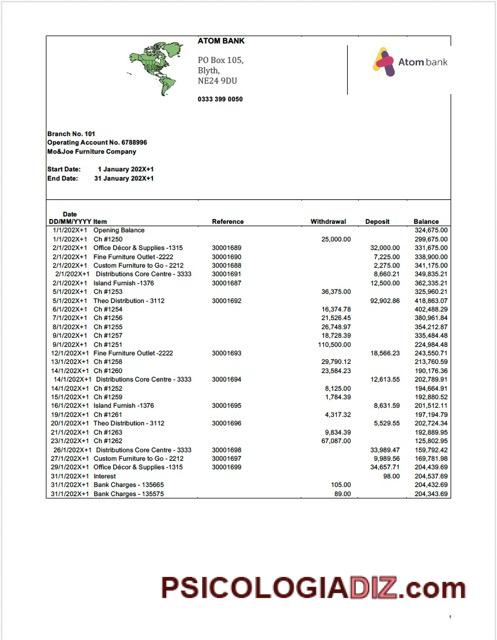 ATOM BANK
PO Box 105,
Blyth,
NE24 9DU
0333 399 0050
Atom bank
Branch No. 101
Operating Account No. 6788996
Mo&Joe Furniture Company
Start Date: 1 January 202X+1
End Date: 31 January 202X+1
Date
DD/MM/YYYY Item Reference Withdrawal Deposit Balance
1/1/202X+1 Opening Balance 324,675.00
1/1/202X+1 Ch #1250 25,000.00 299,675.00
2/1/202X+1 Office Décor & Supplies -1315 30001689 32,000.00 331,675.00
2/1/202X+1 Fine Furniture Outlet -2222 30001690 7,225.00 338,900.00
2/1/202X+1 Custom Furniture to Go - 2212 30001688 2,275.00 341,175.00
2/1/202X+1 Distributions Core Centre - 3333 30001691 8,660.21 349,835.21
2/1/202X+1 Island Furnish -1376 30001687 12,500.00 362,335.21
5/1/202X+1 Ch #1253 36,375.00 325,960.21
5/1/202X+1 Theo Distribution - 3112 30001692 92,902.86 418,863.07
6/1/202X+1 Ch #1254 16,374.78 402,488.29
7/1/202X+1 Ch #1256 21,526.45 380,961.84
8/1/202X+1 Ch #1255 26,748.97 354,212.87
9/1/202X+1 Ch #1257 18,728.39 335,484.48
9/1/202X+1 Ch #1251 110,500.00 224,984.48
12/1/202X+1 Fine Furniture Outlet -2222 30001693 18,566.23 243,550.71
13/1/202X+1 Ch #1258 29,790.12 213,760.59
14/1/202X+1 Ch #1260 23,584.23 190,176.36
14/1/202X+1 Distributions Core Centre - 3333 30001694 12,613.55 202,789.91
14/1/202X+1 Ch #1252 8,125.00 194,664.91
15/1/202X+1 Ch #1259 1,784.39 192,880.52
16/1/202X+1 Island Furnish -1376 30001695 8,631.59 201,512.11
19/1/202X+1 Ch #1261 4,317.32 197,194.79
20/1/202X+1 Theo Distribution - 3112 30001696 5,529.55 202,724.34
21/1/202X+1 Ch #1263 9,834.39 192,889.95
23/1/202X+1 Ch #1262 67,087.00 125,802.95
26/1/202X+1 Distributions Core Centre - 3333 30001698 33,989.47 159,792.42
27/1/202X+1 Custom Furniture to Go - 2212 30001697 9,989.56 169,781.98
29/1/202X+1 Office Décor & Supplies -1315 30001699 34,657.71 204,439.69
31/1/202X+1 Interest 98.00 204,537.69
31/1/202X+1 Bank Charges - 135665 105.00 204,432.69
31/1/202X+1 Bank Charges - 135575 89.00 204,343.69
PSICOLOGIADIZ.com